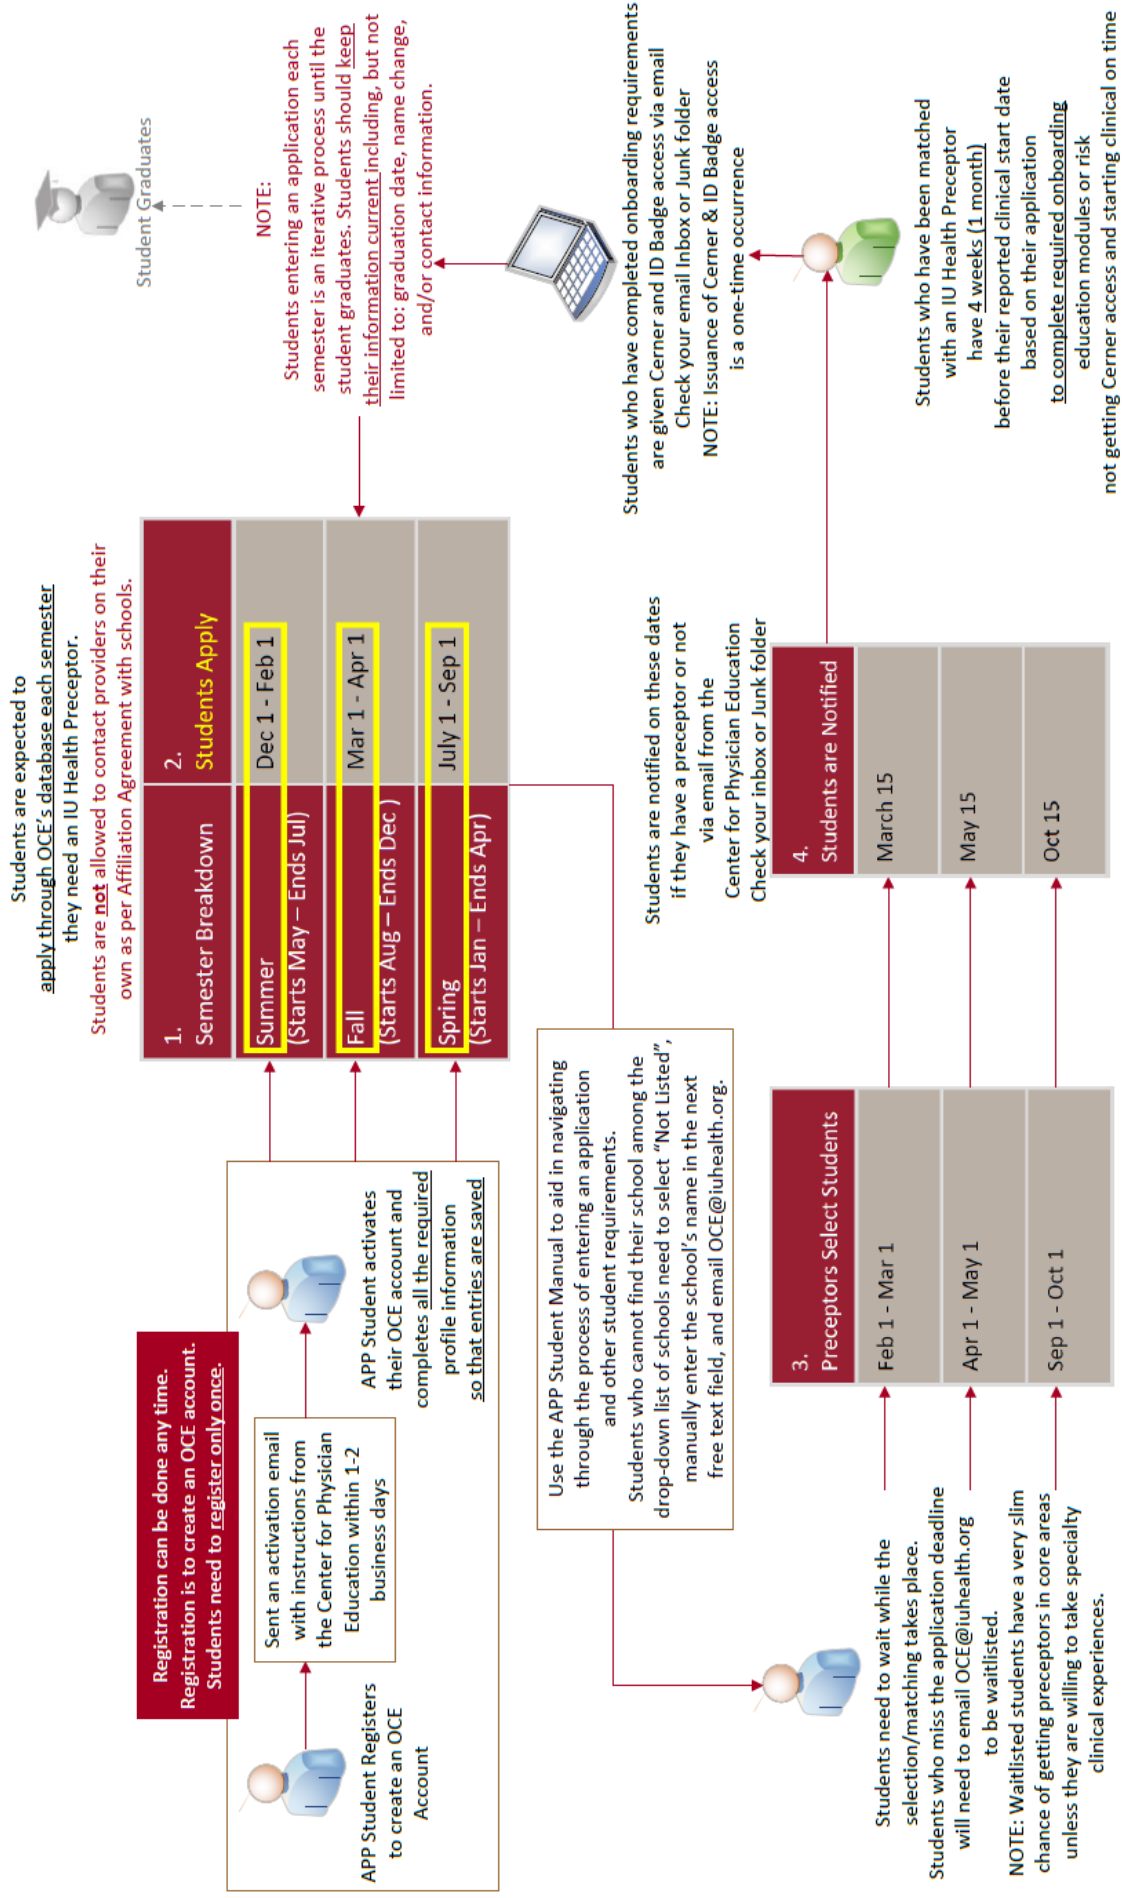 Registration can be done any time.
Registration is to create an OCE account.
Students need to register only once.
APP Student Registers
to create an OCE
Account
Sent an activation email
with instructions from
the Center for Physician
Education within 1-2
business days
APP Student activates
their OCE account and
completes all the required
profile information
so that entries are saved
Students are expected to
apply through OCE's database each semester
they need an IU Health Preceptor.
Students are not allowed to contact providers on their
own as per Affiliation Agreement with schools.
1.
Semester Breakdown
2.
Students Apply
Summer
(Starts May – Ends Jul)
Dec 1 - Feb 1
Fall
(Starts Aug – Ends Dec )
Mar 1 - Apr 1
Spring
(Starts Jan – Ends Apr)
July 1 - Sep 1
Student Graduates
NOTE:
Students entering an application each
semester is an iterative process until the
student graduates. Students should keep
their information current including, but not
limited to: graduation date, name change,
and/or contact information.
Use the APP Student Manual to aid in navigating
through the process of entering an application
and other student requirements.
Students who cannot find their school among the
drop-down list of schools need to select “Not Listed”,
manually enter the school's name in the next
free text field, and email OCE@iuhealth.org.
Students who have completed onboarding requirements
are given Cerner and ID Badge access via email
Check your email Inbox or Junk folder
NOTE: Issuance of Cerner & ID Badge access
is a one-time occurrence
Students need to wait while the
selection/matching takes place.
Students who miss the application deadline
will need to email OCE@iuhealth.org
to be waitlisted.
NOTE: Waitlisted students have a very slim
chance of getting preceptors in core areas
unless they are willing to take specialty
clinical experiences.
3.
Preceptors Select Students
Feb 1 - Mar 1
Apr 1 - May 1
Sep 1 - Oct 1
Students are notified on these dates
if they have a preceptor or not
via email from the
Center for Physician Education
Check your inbox or Junk folder
4.
Students are Notified
March 15
May 15
Oct 15
Students who have been matched
with an IU Health Preceptor
have 4 weeks (1 month)
before their reported clinical start date
based on their application
to complete required onboarding
education modules or risk
not getting Cerner access and starting clinical on time